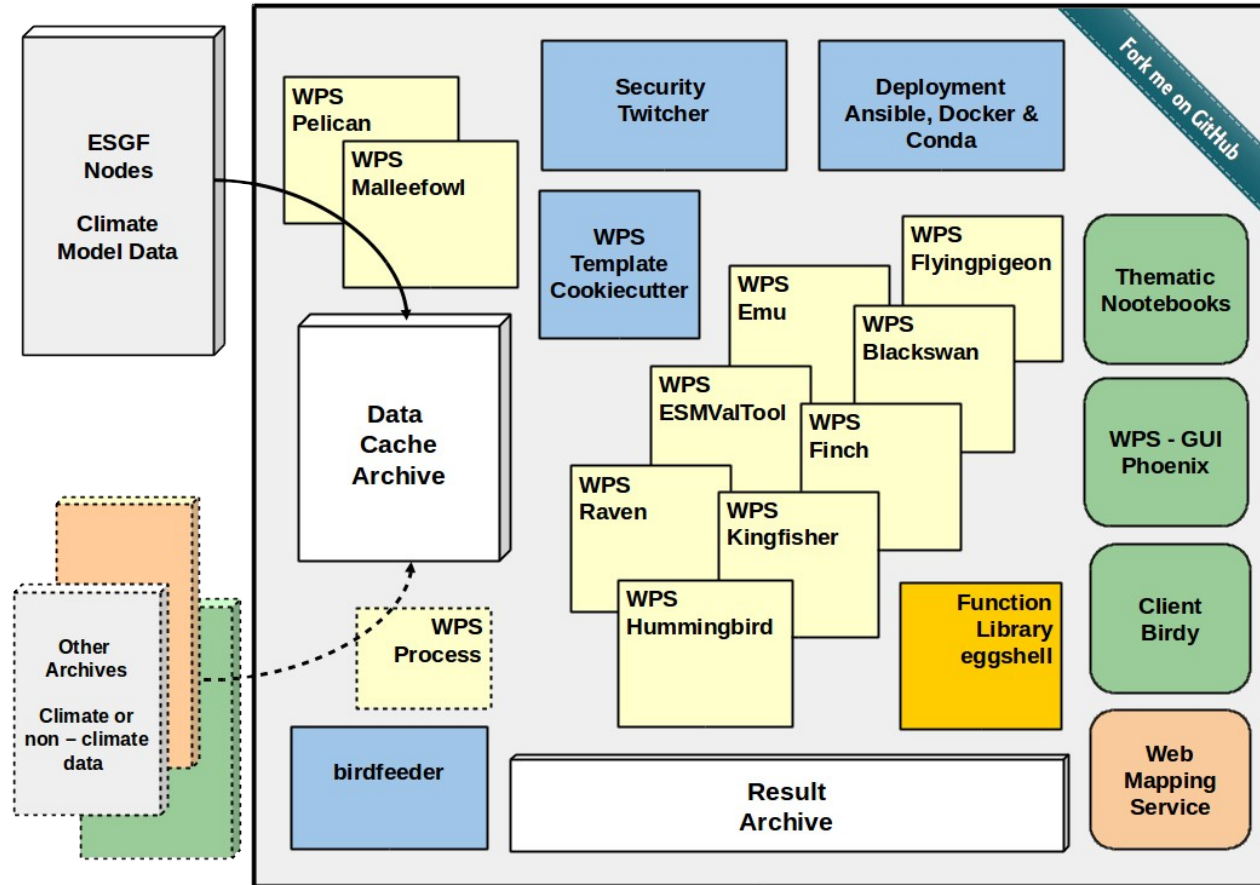 ESGF
Nodes
Climate
Model Data
WPS
Pelican
WPS
Malleefowl
Security
Twitcher
Deployment
Ansible, Docker &
Conda
Fork me on GitHub
WPS
Template
Cookiecutter
WPS
Flyingpigeon
WPS
Emu
WPS
Blackswan
WPS
ESMValTool
WPS
Finch
WPS
Raven
WPS
Kingfisher
WPS
Hummingbird
Thematic
Nootebooks
WPS - GUI
Phoenix
Client
Birdy
Web
Mapping
Service
Data
Cache
Archive
Other
Archives
Climate or
non – climate
data
WPS
Process
Function
Library
eggshell
birdfeeder
Result
Archive